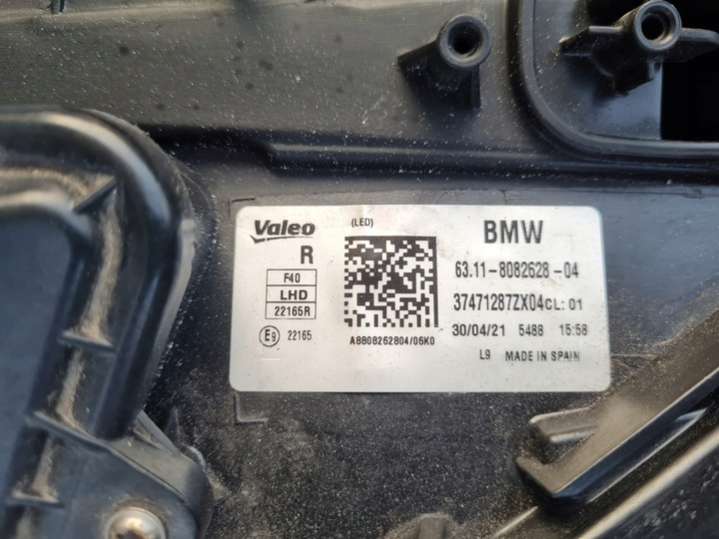 Valeo
(LED)
BMW
R
63.11-8082628-04
F40
LHD
37471287ZX04CL:01
22165R
30/04/21 5488 15:58
E9 22165
A8808262804/06K0
L9 MADE IN SPAIN